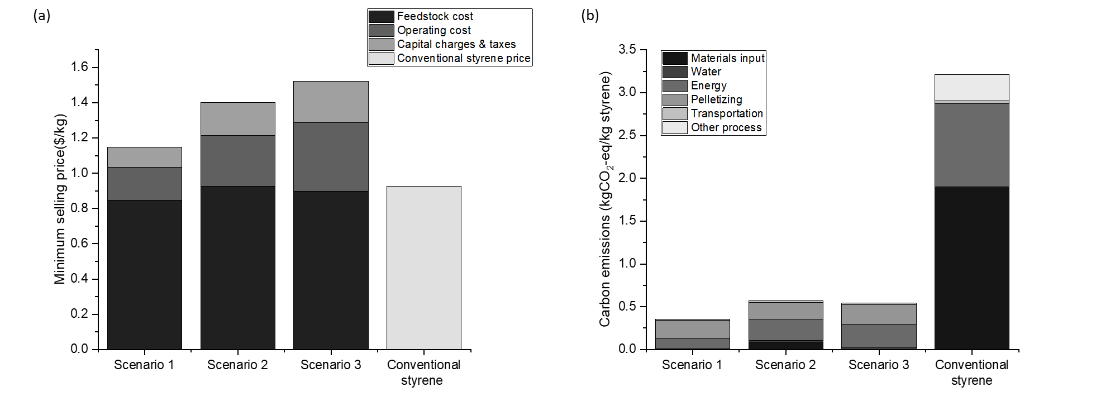 (a)
Feedstock cost
Operating cost
Capital charges & taxes
Conventional styrene price
Minimum selling price($/kg)
1.6
1.4
1.2
1.0
0.8
0.6
0.4
0.2
0.0
Scenario 1
Scenario 2
Scenario 3
Conventional
styrene
(b)
Materials input
Water
Energy
Pelletizing
Transportation
Other process
Carbon emissions (kgCO₂-eq/kg styrene)
3.5
3.0
2.5
2.0
1.5
1.0
0.5
0.0
Scenario 1
Scenario 2
Scenario 3
Conventional
styrene